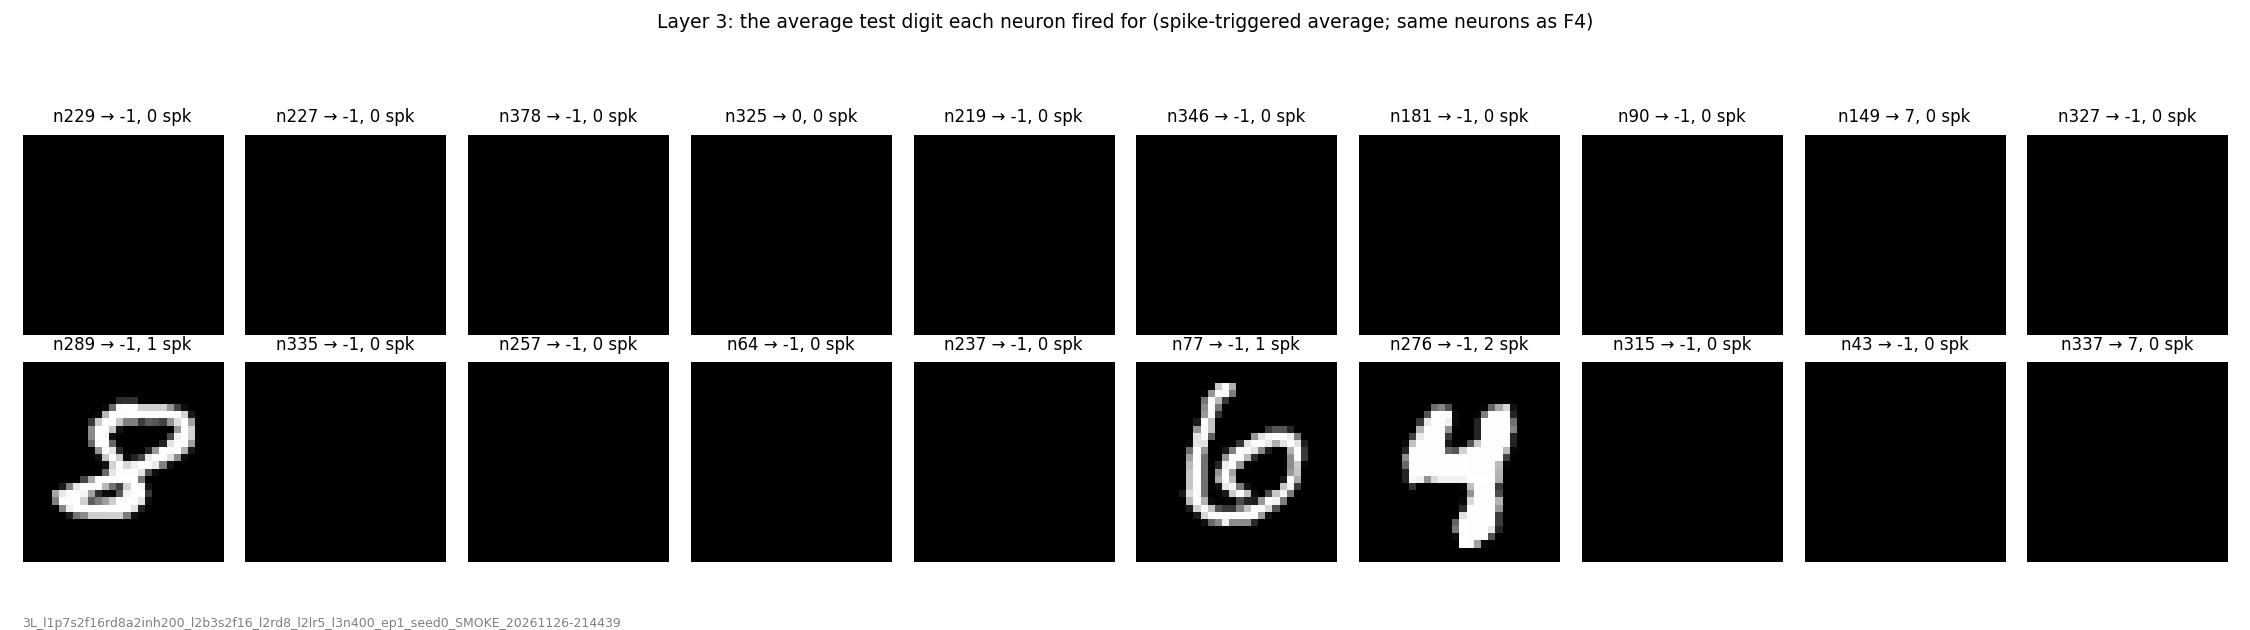 Layer 3: the average test digit each neuron fired for (spike-triggered average; same neurons as F4)
n229 → -1, 0 spk n227 → -1, 0 spk n378 → -1, 0 spk n325 → 0, 0 spk n219 → -1, 0 spk n346 → -1, 0 spk n181 → -1, 0 spk n90 → -1, 0 spk n149 → 7, 0 spk n327 → -1, 0 spk
n289 → -1, 1 spk n335 → -1, 0 spk n257 → -1, 0 spk n64 → -1, 0 spk n237 → -1, 0 spk n77 → -1, 1 spk n276 → -1, 2 spk n315 → -1, 0 spk n43 → -1, 0 spk n337 → 7, 0 spk
8 6 4
3L_l1p7s2f16rd8a2inh200_l2b3s2f16_l2rd8_l2lr5_l3n400_ep1_seed0_SMOKE_20261126-214439